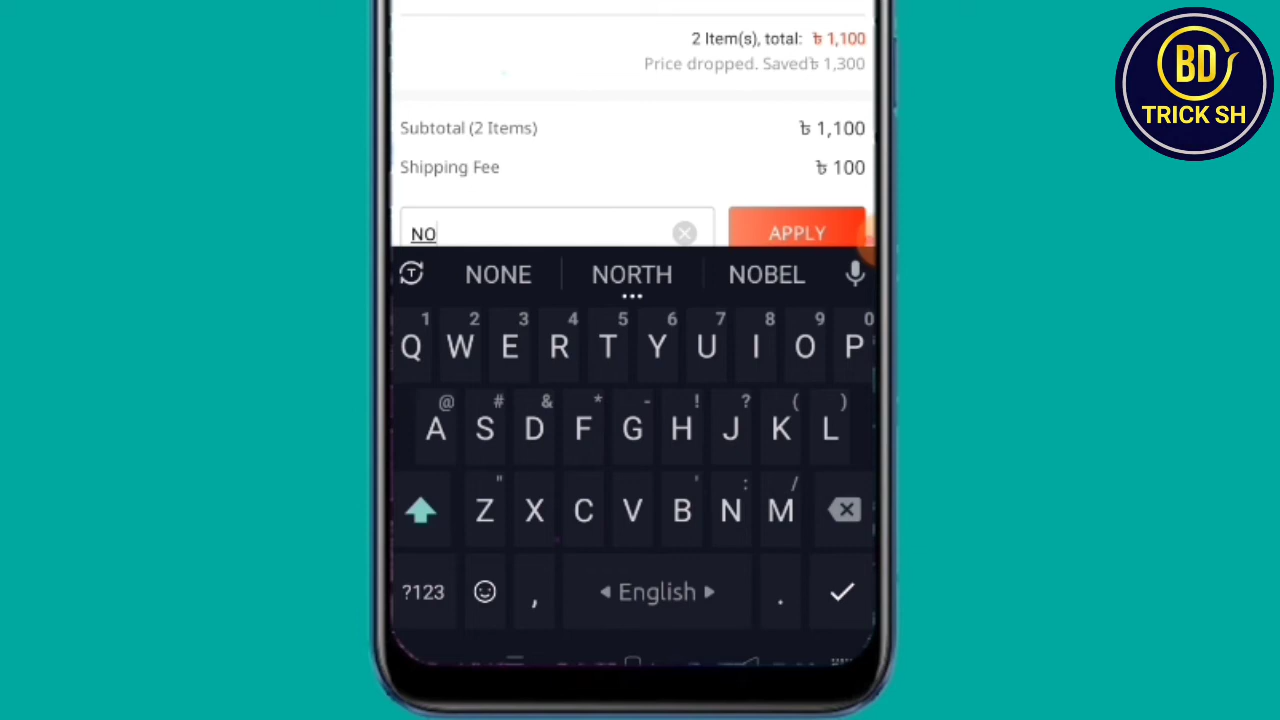 2 Item(s), total: ৳ 1,100
Price dropped. Saved৳ 1,300
Subtotal (2 Items) ৳ 1,100
Shipping Fee ৳ 100
NO APPLY
NONE NORTH NOBEL
1 2 3 4 5 6 7 8 9 0
Q W E R T Y U I O P
@ # & * - ! ? ( )
A S D F G H J K L
" ' : /
Z X C V B N M
?123 , English .
BD
TRICK SH